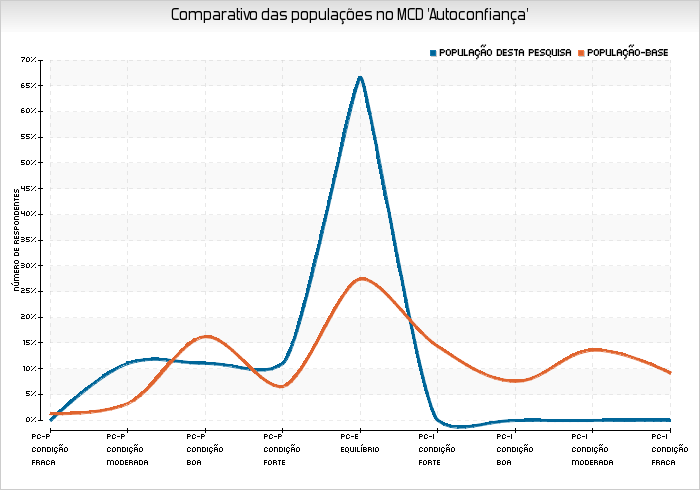 Comparativo das populações no MCD 'Autoconfiança'
POPULAÇÃO DESTA PESQUISA POPULAÇÃO-BASE
70%
65%
60%
55%
50%
45%
40%
35%
30%
25%
20%
15%
10%
5%
0%
NÚMERO DE RESPONDENTES
PC-P PC-P PC-P PC-P PC-E PC-I PC-I PC-I PC-I
CONDIÇÃO CONDIÇÃO CONDIÇÃO CONDIÇÃO EQUILÍBRIO CONDIÇÃO CONDIÇÃO CONDIÇÃO CONDIÇÃO
FRACA MODERADA BOA FORTE FORTE BOA MODERADA FRACA